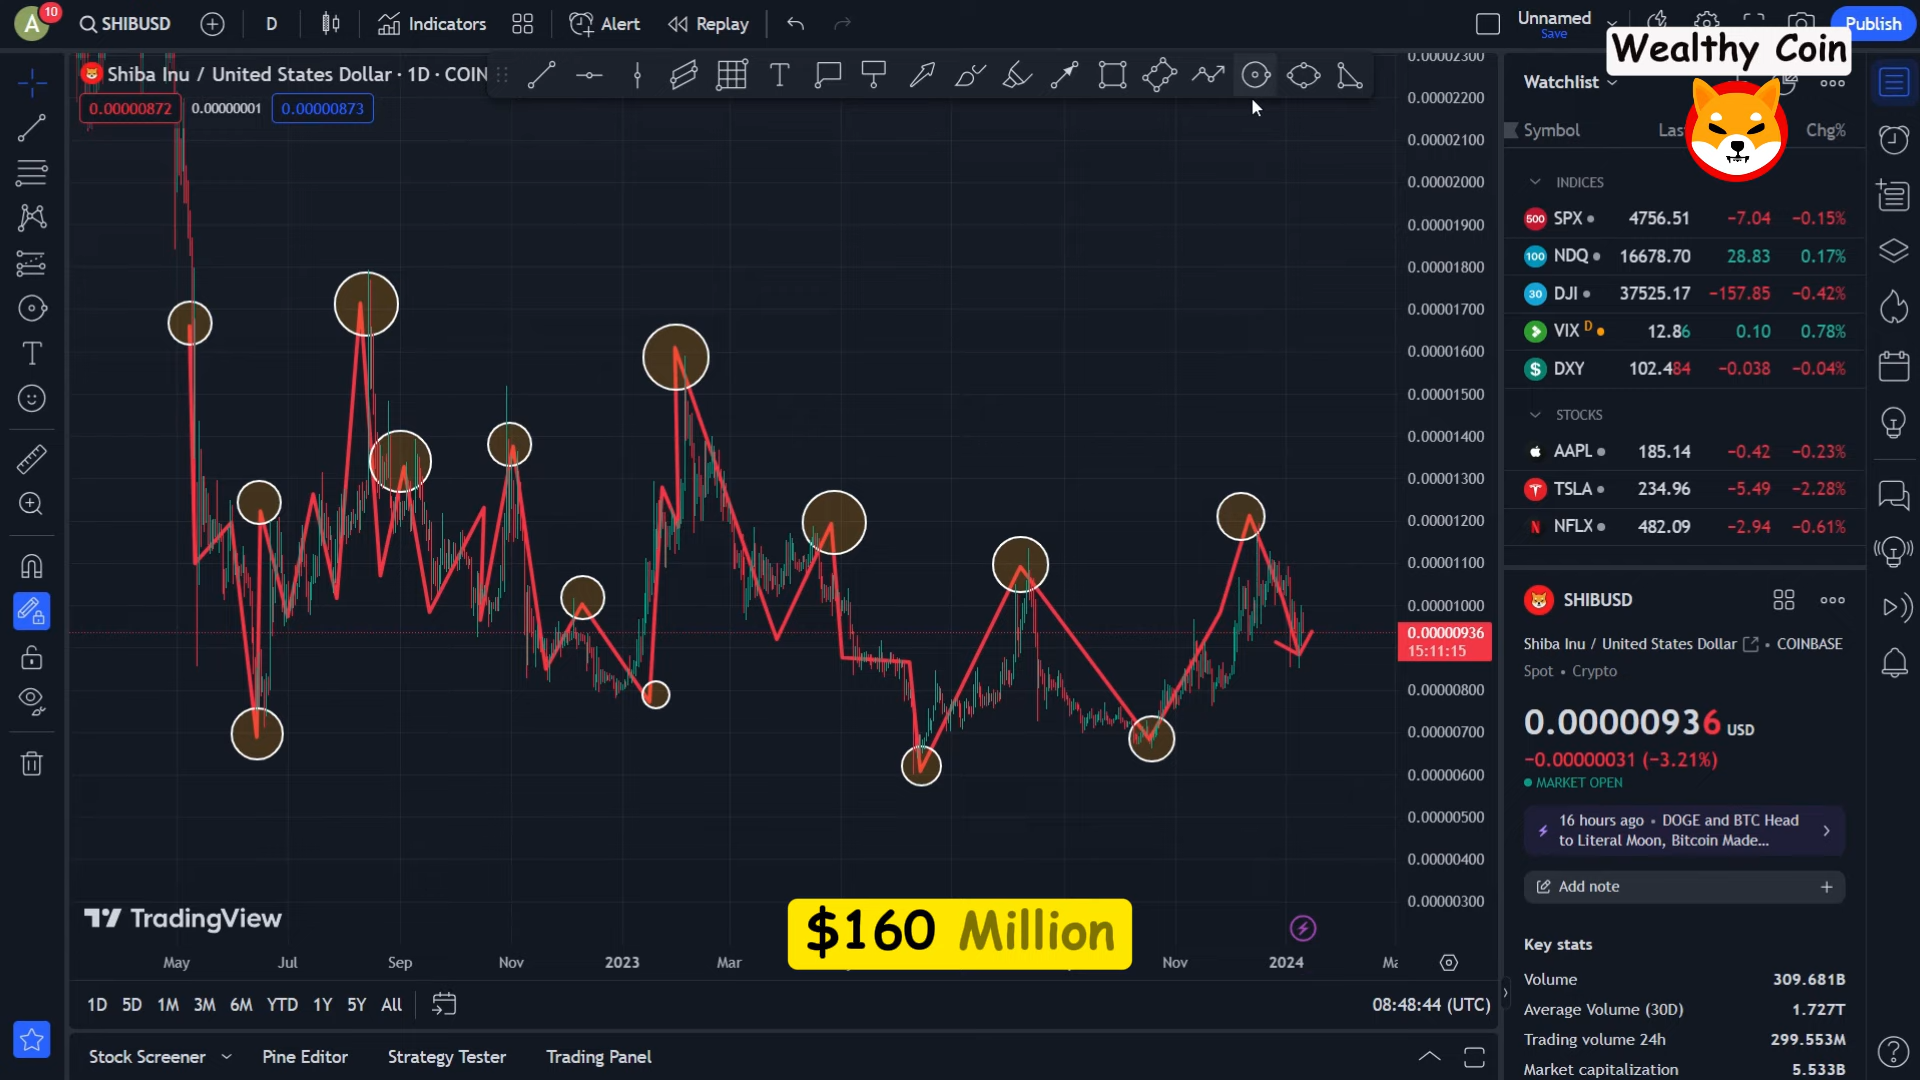 A
10
SHIBUSD
D
Indicators
Alert
Replay
Unnamed
Save
Publish
Wealthy Coin
Shiba Inu / United States Dollar · 1D · COIN
0.00000872
0.00000001
0.00000873
0.00002300
0.00002200
0.00002100
0.00002000
0.00001900
0.00001800
0.00001700
0.00001600
0.00001500
0.00001400
0.00001300
0.00001200
0.00001100
0.00001000
0.00000936
15:11:15
0.00000800
0.00000700
0.00000600
0.00000500
0.00000400
0.00000300
TradingView
$160 Million
May
Jul
Sep
Nov
2023
Mar
Nov
2024
1D
5D
1M
3M
6M
YTD
1Y
5Y
All
08:48:44 (UTC)
Stock Screener
Pine Editor
Strategy Tester
Trading Panel
Watchlist
Symbol
Chg%
INDICES
500 SPX 4756.51 −7.04 −0.15%
100 NDQ 16678.70 28.83 0.17%
30 DJI 37525.17 −157.85 −0.42%
VIX D 12.86 0.10 0.78%
$ DXY 102.484 −0.038 −0.04%
STOCKS
AAPL 185.14 −0.42 −0.23%
TSLA 234.96 −5.49 −2.28%
N NFLX 482.09 −2.94 −0.61%
SHIBUSD
Shiba Inu / United States Dollar • COINBASE
Spot • Crypto
0.00000936 USD
−0.00000031 (−3.21%)
MARKET OPEN
16 hours ago • DOGE and BTC Head
to Literal Moon, Bitcoin Made...
Add note
Key stats
Volume 309.681B
Average Volume (30D) 1.727T
Trading volume 24h 299.553M
Market capitalization 5.533B